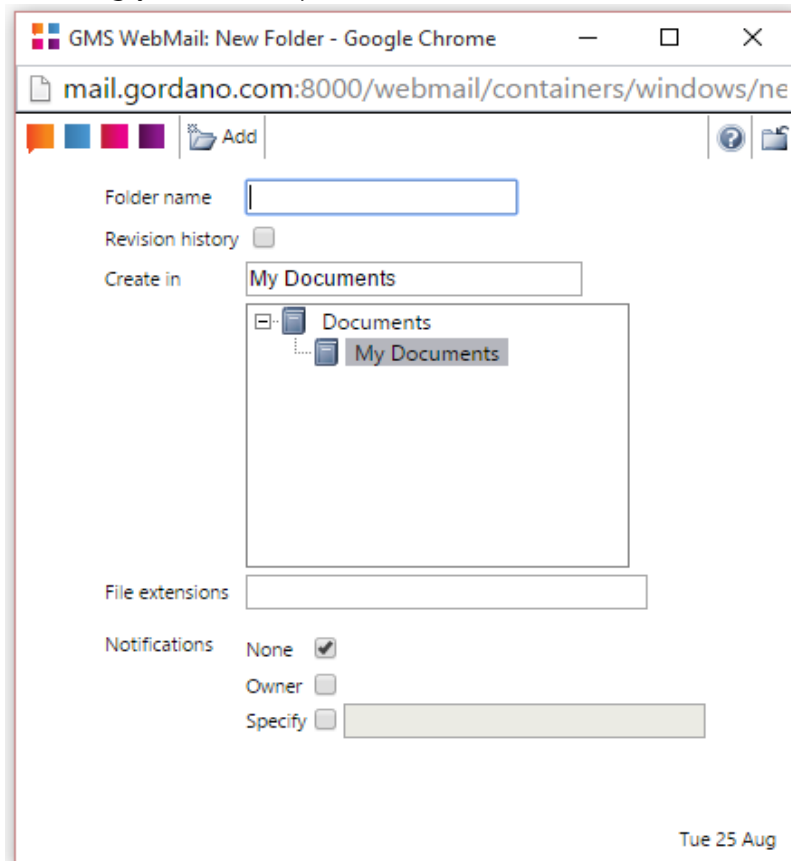 GMS WebMail: New Folder - Google Chrome
mail.gordano.com:8000/webmail/containers/windows/ne
Add
Folder name
Revision history
Create in My Documents
Documents
My Documents
File extensions
Notifications None
Owner
Specify
Tue 25 Aug